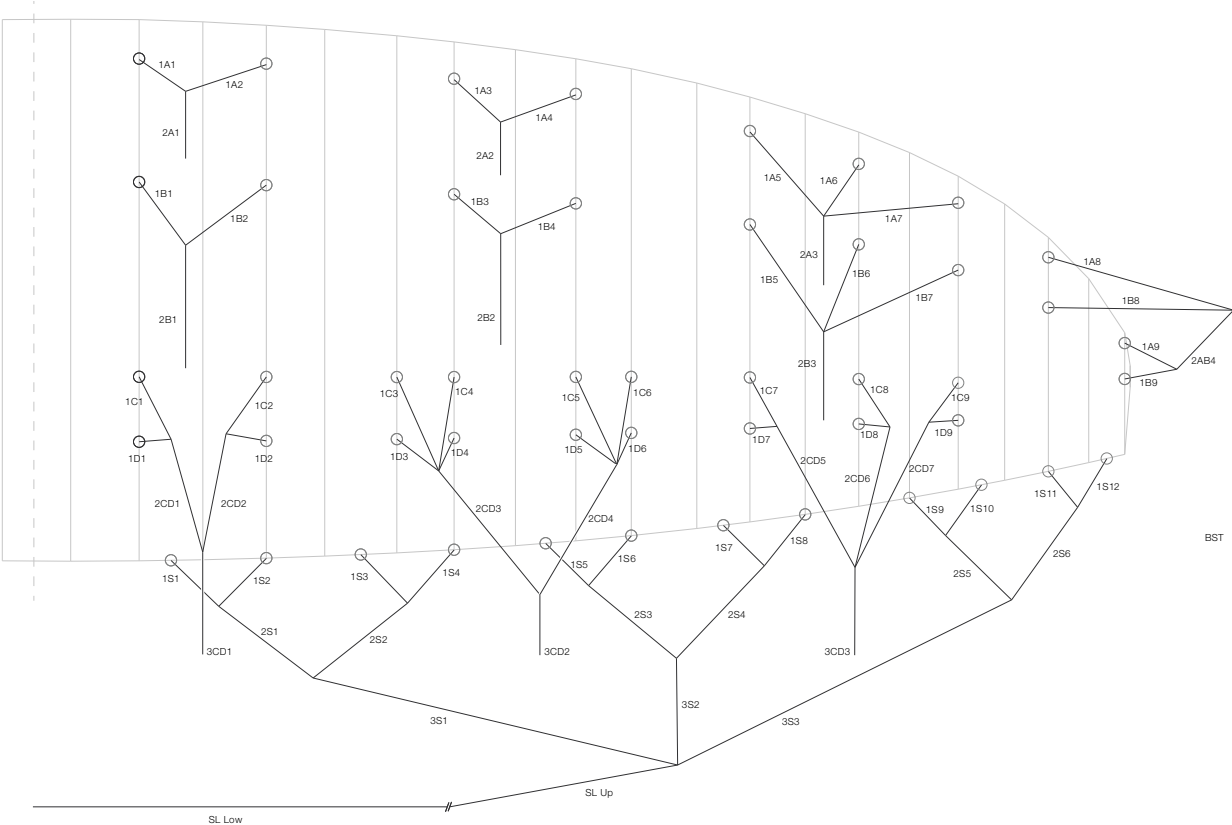 1A1
1A2
2A1
1A3
1A4
2A2
1A5
1A6
1A7
2A3
1B1
1B2
2B1
1B3
1B4
2B2
1B5
1B6
1B7
2B3
1A8
1B8
1A9
2AB4
1B9
1C1
1C2
1C3
1C4
1C5
1C6
1C7
1C8
1C9
1D1
1D2
1D3
1D4
1D5
1D6
1D7
1D8
1D9
2CD1
2CD2
2CD3
2CD4
2CD5
2CD6
2CD7
1S1
1S2
1S3
1S4
1S5
1S6
1S7
1S8
1S9
1S10
1S11
1S12
BST
2S1
2S2
2S3
2S4
2S5
2S6
3CD1
3CD2
3CD3
3S1
3S2
3S3
SL Up
SL Low